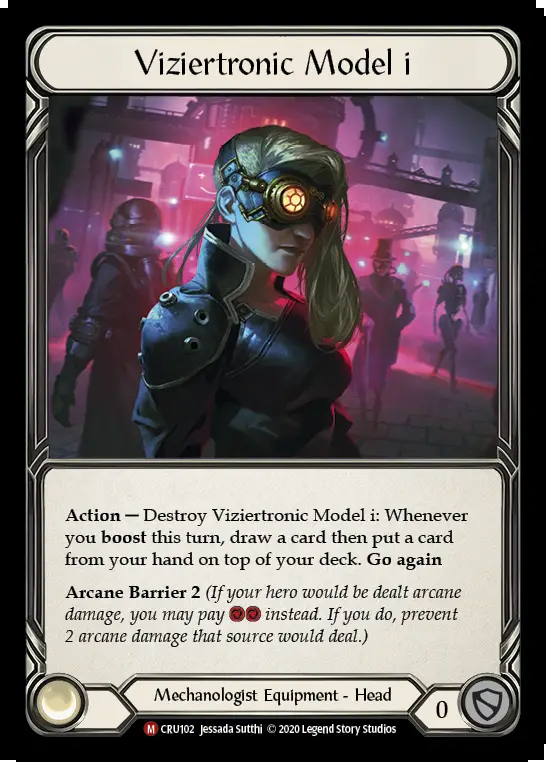 Viziertronic Model i
Action — Destroy Viziertronic Model i: Whenever
you boost this turn, draw a card then put a card
from your hand on top of your deck. Go again
Arcane Barrier 2 (If your hero would be dealt arcane
damage, you may pay instead. If you do, prevent
2 arcane damage that source would deal.)
Mechanologist Equipment - Head
0
M CRU102 Jessada Sutthi © 2020 Legend Story Studios